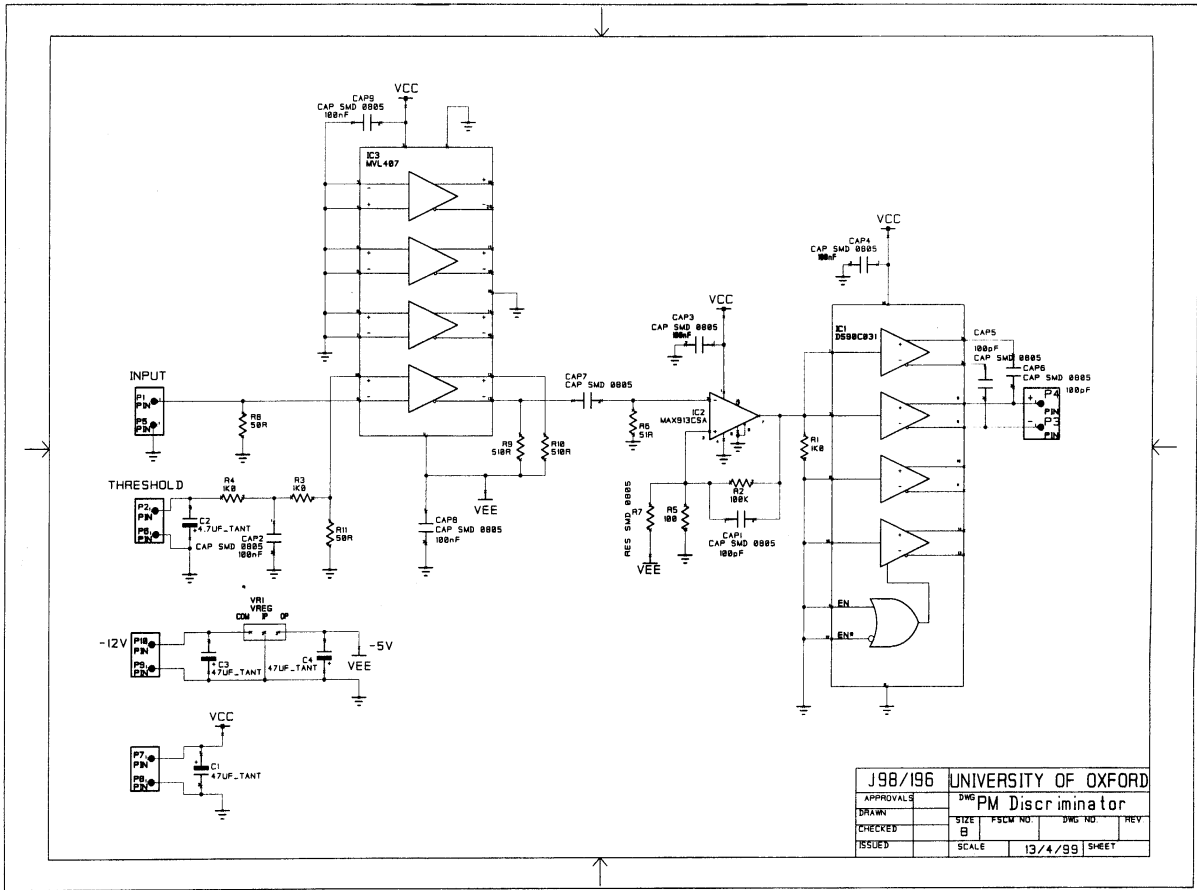 VCC
CAP9
CAP SMD 0805
100nF
IC3
MVL407
VCC
CAP4
CAP SMD 0805
100nF
VCC
CAP3
CAP SMD 0805
100nF
IC1
DS90C031
CAP5
100pF
CAP SMD 0805
CAP6
CAP SMD 0805
100pF
P4
PIN
P3
PIN
INPUT
P1
PIN
P5
PIN
R8
50R
CAP7
CAP SMD 0805
R6
51R
IC2
MAX913CSA
R1
1K0
R9
510R
R10
510R
VEE
THRESHOLD
P2
PIN
P6
PIN
R4
1K0
R3
1K0
C2
4.7UF_TANT
CAP2
CAP SMD 0805
100nF
R11
50R
CAP8
CAP SMD 0805
100nF
R7
RES SMD 0805
VEE
R5
100
R2
100K
CAP1
CAP SMD 0805
100pF
EN
EN*
VR1
VREG
COM IP OP
-12V
P10
PIN
P9
PIN
C3
47UF_TANT
C4
47UF_TANT
-5V
VEE
VCC
P7
PIN
P8
PIN
C1
47UF_TANT
J98/196
UNIVERSITY OF OXFORD
APPROVALS
DWG PM Discriminator
DRAWN
CHECKED
ISSUED
SIZE B
FSCM NO.
DWG NO.
REV
SCALE
13/4/99
SHEET